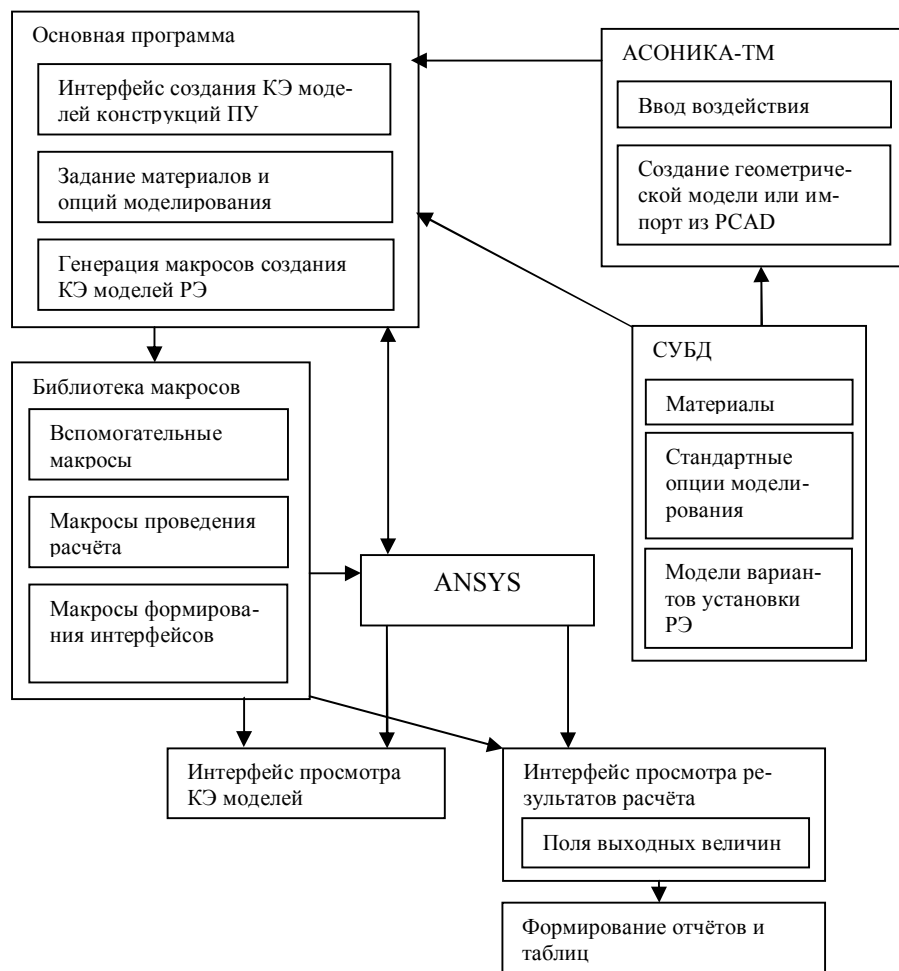 Основная программа
Интерфейс создания КЭ моде-
лей конструкций ПУ
Задание материалов и
опций моделирования
Генерация макросов создания
КЭ моделей РЭ
АСОНИКА-ТМ
Ввод воздействия
Создание геометриче-
ской модели или им-
порт из PCAD
СУБД
Материалы
Стандартные
опции модели-
рования
Модели вариан-
тов установки
РЭ
Библиотека макросов
Вспомогательные
макросы
Макросы проведения
расчёта
Макросы формирова-
ния интерфейсов
ANSYS
Интерфейс просмотра
КЭ моделей
Интерфейс просмотра ре-
зультатов расчёта
Поля выходных величин
Формирование отчётов и
таблиц